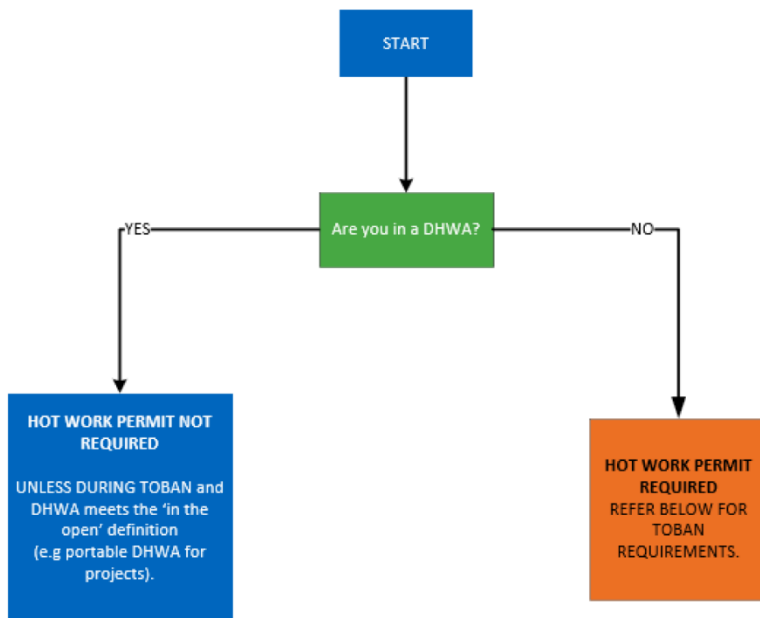 START
Are you in a DHWA?
YES
NO
HOT WORK PERMIT NOT
REQUIRED
UNLESS DURING TOBAN and
DHWA meets the ‘in the
open’ definition
(e.g portable DHWA for
projects).
HOT WORK PERMIT
REQUIRED
REFER BELOW FOR
TOBAN
REQUIREMENTS.